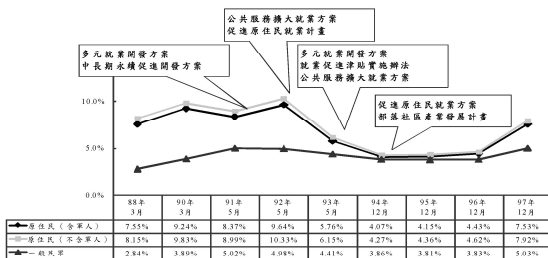 公共服務擴大就業方案
促進原住民就業計畫
多元就業開發方案
中長期永續促進開發方案
多元就業開發方案
就業促進津貼實施辦法
公共服務擴大就業方案
促進原住民就業方案
部落社區產業發展計畫
10.0%
5.0%
0.0%
88年 90年 91年 92年 93年 94年 95年 96年 97年
3月 3月 5月 5月 5月 12月 12月 12月 12月
原住民(含軍人) 7.55% 9.24% 8.37% 9.64% 5.76% 4.07% 4.15% 4.43% 7.53%
原住民(不含軍人) 8.15% 9.83% 8.99% 10.33% 6.15% 4.27% 4.36% 4.62% 7.92%
一般民眾 2.84% 3.89% 5.02% 4.98% 4.41% 3.86% 3.81% 3.83% 5.03%